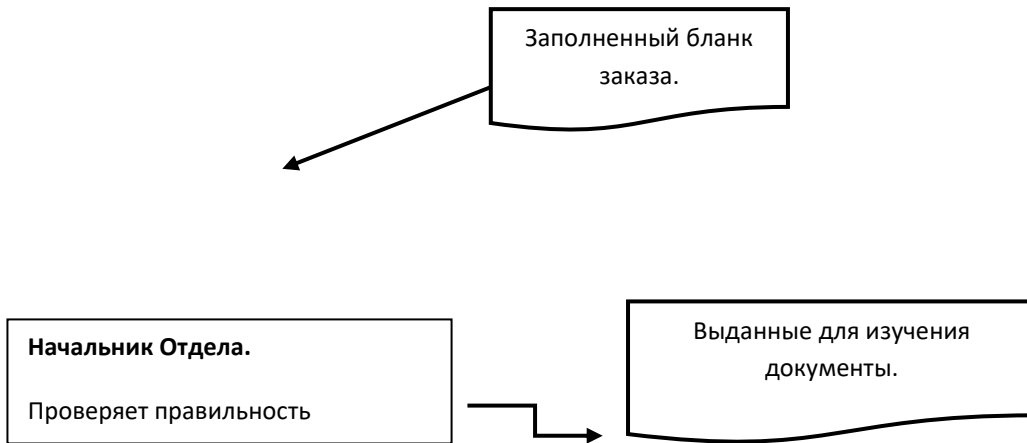 Заполненный бланк
заказа.
Начальник Отдела.
Проверяет правильность
Выданные для изучения
документы.